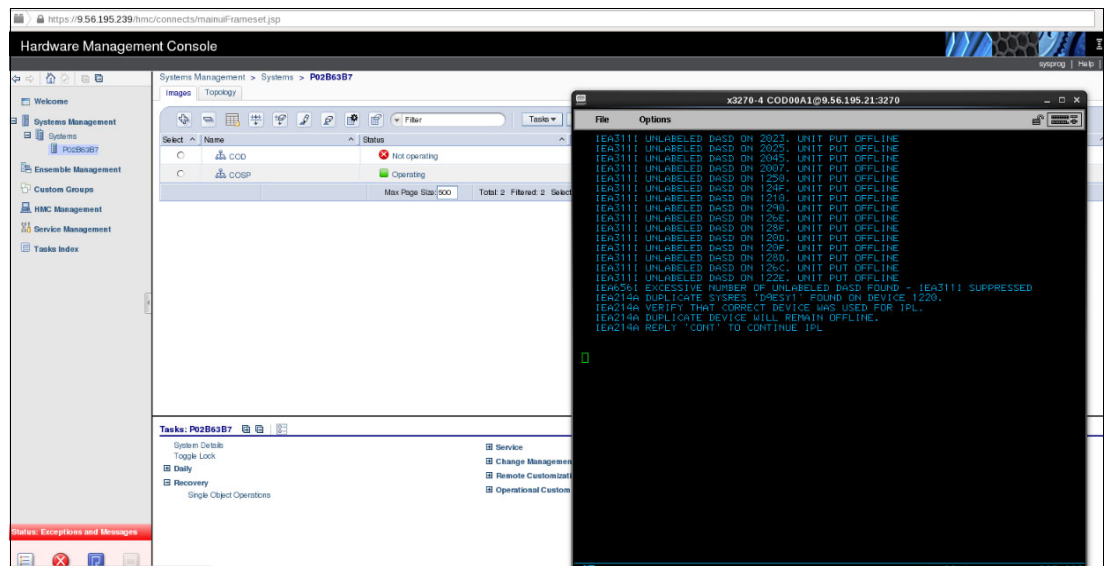 https://9.56.195.239/hmc/connects/mainuiFrameset.jsp
Hardware Management Console
sysprog | Help |
Systems Management > Systems > P02B63B7
Images Topology
Welcome
Systems Management
Systems
P02B63B7
Ensemble Management
Custom Groups
HMC Management
Service Management
Tasks Index
Filter Tasks
Select Name Status
COD Not operating
COSP Operating
Max Page Size: 500 Total: 2 Filtered: 2 Select
Tasks: P02B63B7
System Details
Toggle Lock
Daily
Recovery
Single Object Operations
Service
Change Managemen
Remote Customizati
Operational Custom
Status: Exceptions and Messages
x3270-4 COD00A1@9.56.195.21:3270
File Options
IEA311I UNLABELED DASD ON 2023. UNIT PUT OFFLINE
IEA311I UNLABELED DASD ON 2025. UNIT PUT OFFLINE
IEA311I UNLABELED DASD ON 2045. UNIT PUT OFFLINE
IEA311I UNLABELED DASD ON 2007. UNIT PUT OFFLINE
IEA311I UNLABELED DASD ON 1250. UNIT PUT OFFLINE
IEA311I UNLABELED DASD ON 124F. UNIT PUT OFFLINE
IEA311I UNLABELED DASD ON 1210. UNIT PUT OFFLINE
IEA311I UNLABELED DASD ON 1290. UNIT PUT OFFLINE
IEA311I UNLABELED DASD ON 126E. UNIT PUT OFFLINE
IEA311I UNLABELED DASD ON 128F. UNIT PUT OFFLINE
IEA311I UNLABELED DASD ON 120D. UNIT PUT OFFLINE
IEA311I UNLABELED DASD ON 120F. UNIT PUT OFFLINE
IEA311I UNLABELED DASD ON 128D. UNIT PUT OFFLINE
IEA311I UNLABELED DASD ON 126C. UNIT PUT OFFLINE
IEA311I UNLABELED DASD ON 122E. UNIT PUT OFFLINE
IEA656I EXCESSIVE NUMBER OF UNLABELED DASD FOUND - IEA311I SUPPRESSED
IEA214A DUPLICATE SYSRES 'D9ESY1' FOUND ON DEVICE 1220.
IEA214A VERIFY THAT CORRECT DEVICE WAS USED FOR IPL.
IEA214A DUPLICATE DEVICE WILL REMAIN OFFLINE.
IEA214A REPLY 'CONT' TO CONTINUE IPL